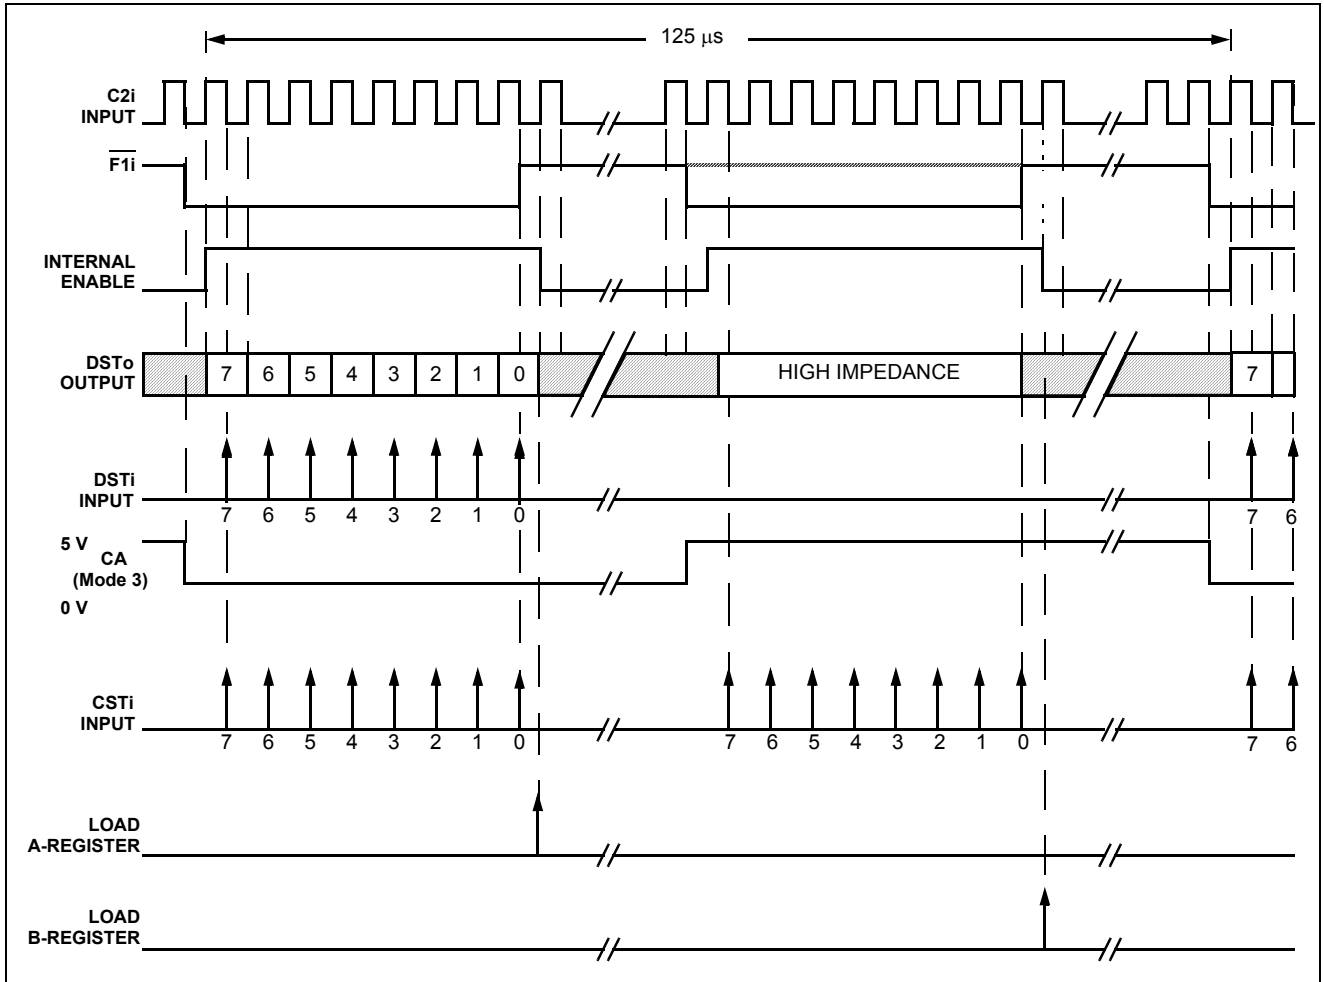 125 μs
C2i
INPUT
F1i
INTERNAL
ENABLE
DSTo
OUTPUT
7 6 5 4 3 2 1 0
HIGH IMPEDANCE
7
DSTi
INPUT
7 6 5 4 3 2 1 0
7 6
5 V
CA
(Mode 3)
0 V
CSTi
INPUT
7 6 5 4 3 2 1 0
7 6 5 4 3 2 1 0
7 6
LOAD
A-REGISTER
LOAD
B-REGISTER